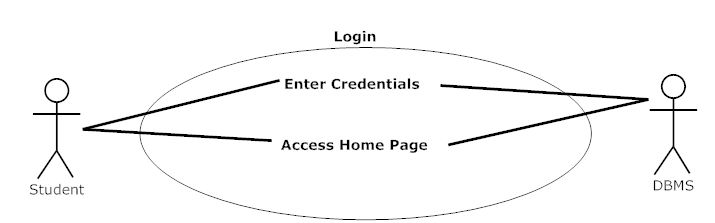 Login
Enter Credentials
Access Home Page
Student
DBMS